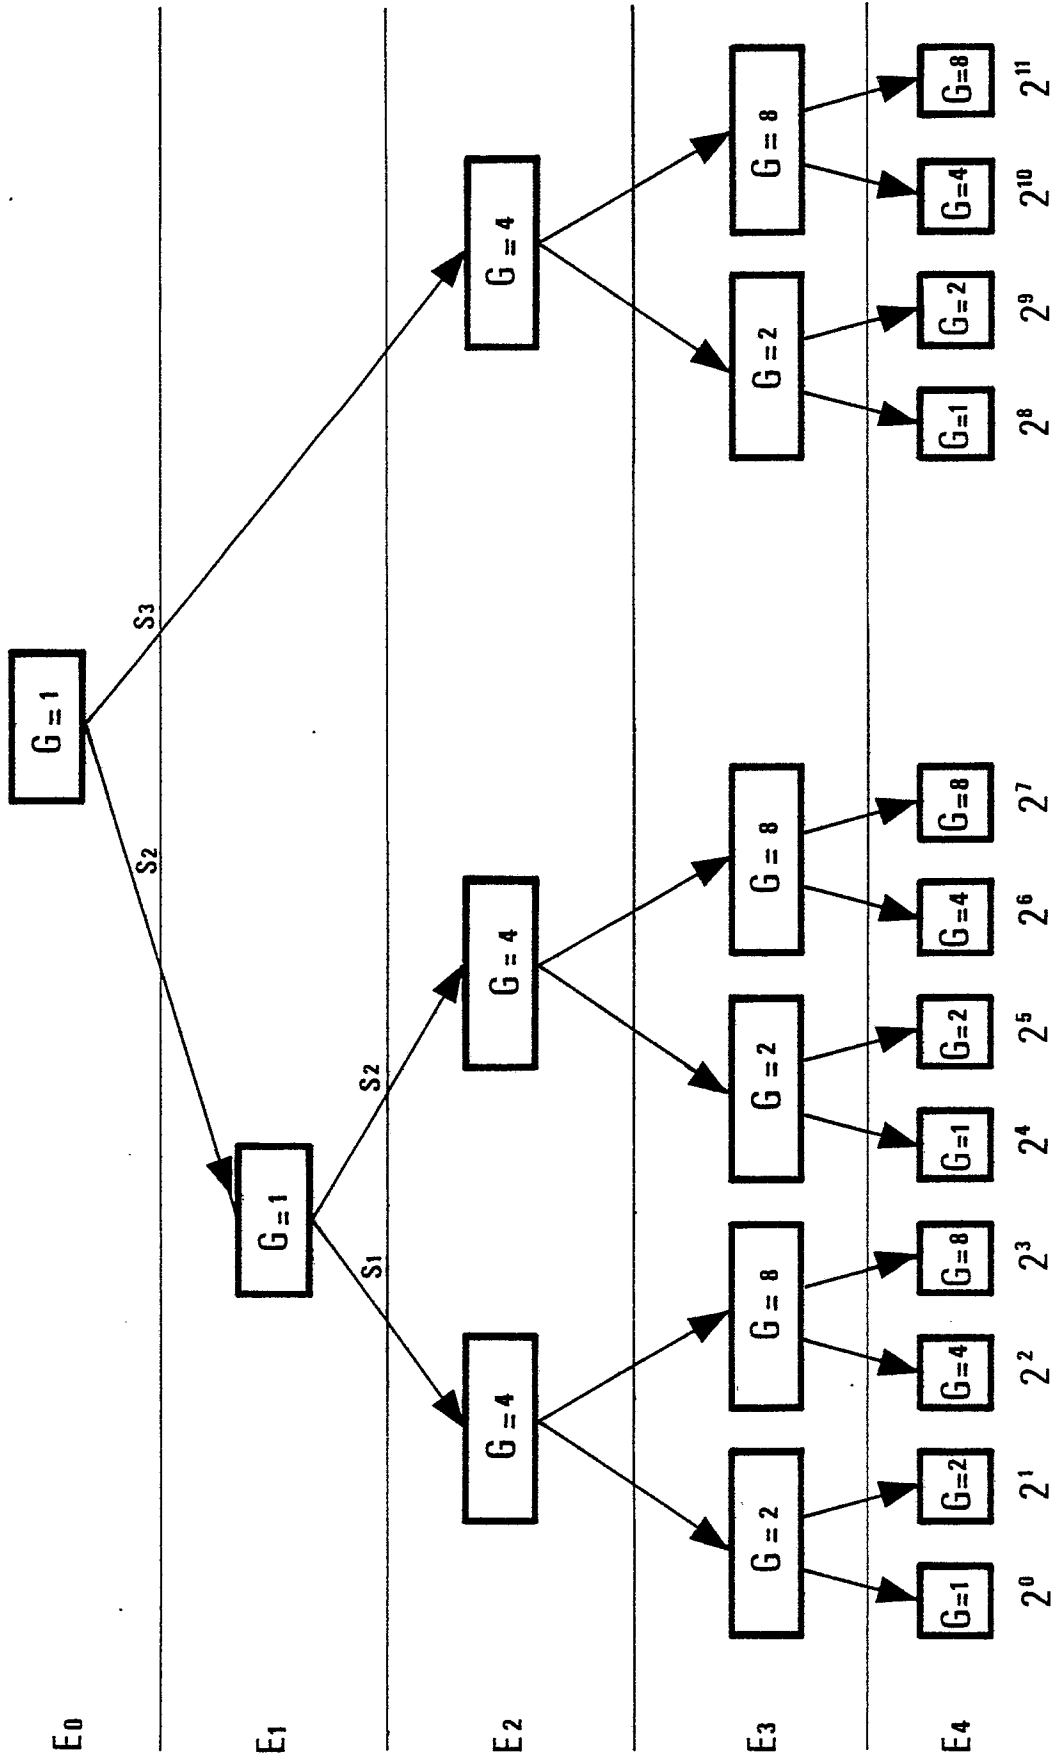 E0 G=1
S2 S3
E1 G=1
S1 S2
E2 G=4 G=4 G=4
E3 G=2 G=8 G=2 G=8 G=2 G=8
E4 G=1 G=2 G=4 G=8 G=1 G=2 G=4 G=8 G=1 G=2 G=4 G=8
2⁰ 2¹ 2² 2³ 2⁴ 2⁵ 2⁶ 2⁷ 2⁸ 2⁹ 2¹⁰ 2¹¹